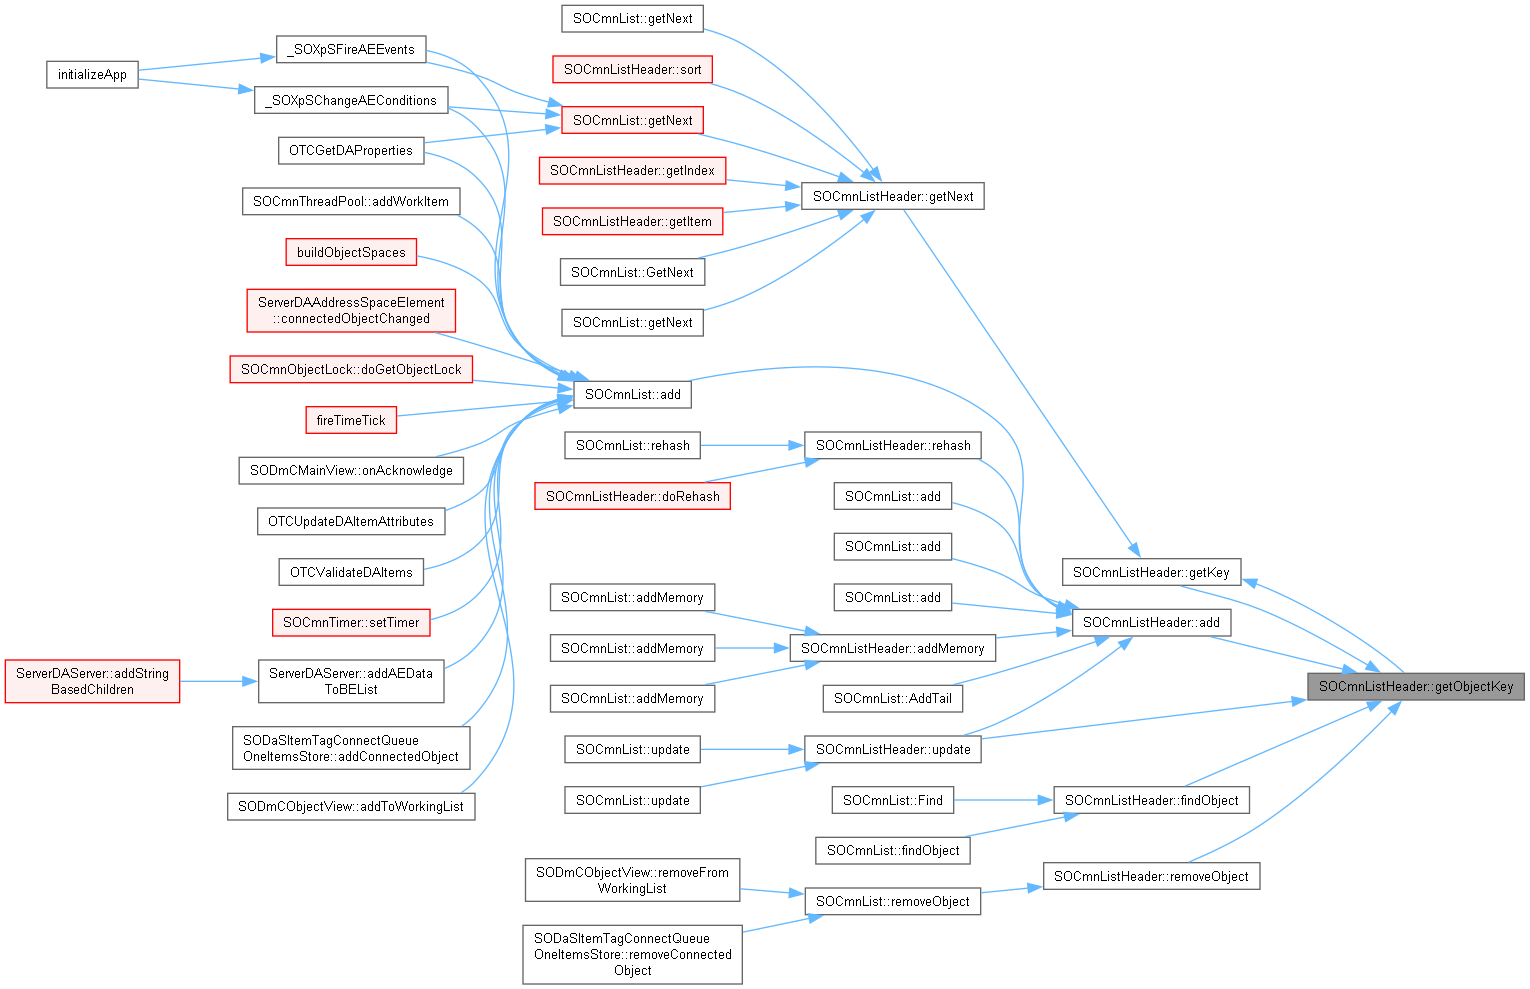 SOCmnList::getNext
_SOXpSFireAEEvents
SOCmnListHeader::sort
initializeApp
_SOXpSChangeAEConditions
SOCmnList::getNext
OTCGetDAProperties
SOCmnListHeader::getIndex
SOCmnListHeader::getNext
SOCmnThreadPool::addWorkItem
SOCmnListHeader::getItem
buildObjectSpaces
SOCmnList::GetNext
ServerDAAddressSpaceElement
::connectedObjectChanged
SOCmnList::getNext
SOCmnObjectLock::doGetObjectLock
SOCmnList::add
fireTimeTick
SOCmnList::rehash
SOCmnListHeader::rehash
SODmCMainView::onAcknowledge
SOCmnListHeader::doRehash
SOCmnList::add
OTCUpdateDAItemAttributes
SOCmnList::add
OTCValidateDAItems
SOCmnListHeader::getKey
SOCmnList::addMemory
SOCmnList::add
SOCmnTimer::setTimer
SOCmnListHeader::add
SOCmnList::addMemory
SOCmnListHeader::addMemory
ServerDAServer::addString
BasedChildren
ServerDAServer::addAEData
ToBEList
SOCmnListHeader::getObjectKey
SOCmnList::addMemory
SOCmnList::AddTail
SODaSItemTagConnectQueue
OneItemsStore::addConnectedObject
SOCmnList::update
SOCmnListHeader::update
SODmCObjectView::addToWorkingList
SOCmnList::update
SOCmnList::Find
SOCmnListHeader::findObject
SOCmnList::findObject
SODmCObjectView::removeFrom
WorkingList
SOCmnListHeader::removeObject
SOCmnList::removeObject
SODaSItemTagConnectQueue
OneItemsStore::removeConnected
Object